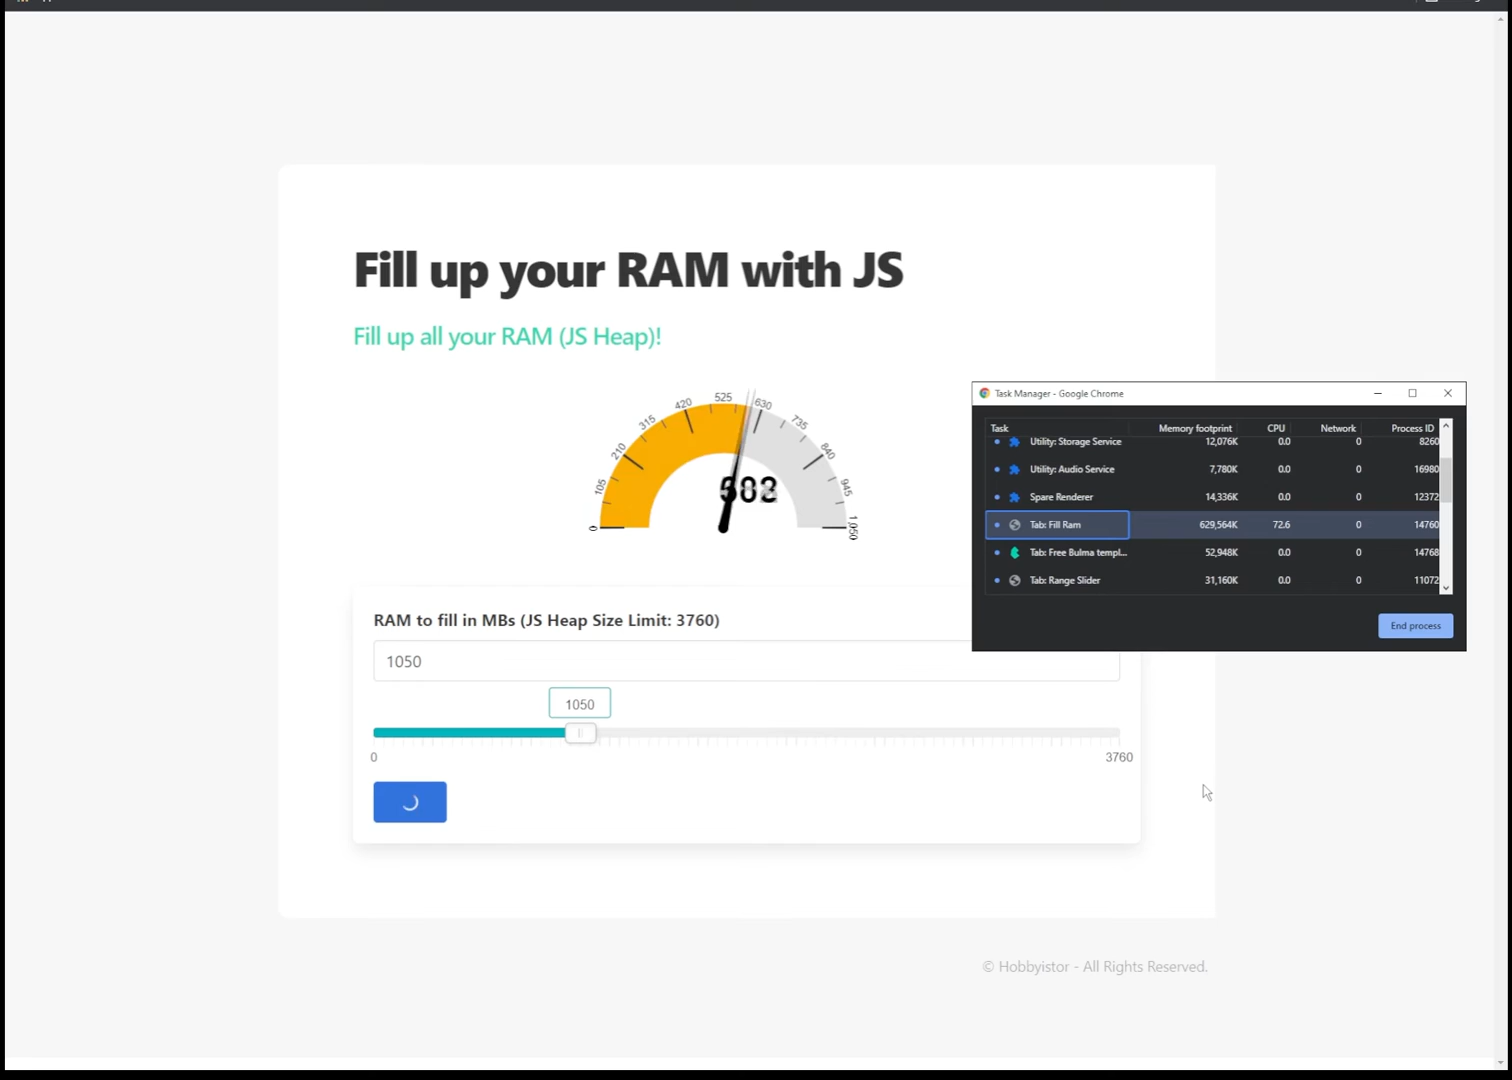 Fill up your RAM with JS
Fill up all your RAM (JS Heap)!
0
105
210
315
420
525
630
735
840
945
1,050
RAM to fill in MBs (JS Heap Size Limit: 3760)
1050
1050
0
3760
Task Manager - Google Chrome
Task Memory footprint CPU Network Process ID
Utility: Storage Service 12,076K 0.0 0 8260
Utility: Audio Service 7,780K 0.0 0 16980
Spare Renderer 14,336K 0.0 0 12372
Tab: Fill Ram 629,564K 72.6 0 14760
Tab: Free Bulma templ... 52,948K 0.0 0 14768
Tab: Range Slider 31,160K 0.0 0 11072
End process
© Hobbyistor - All Rights Reserved.